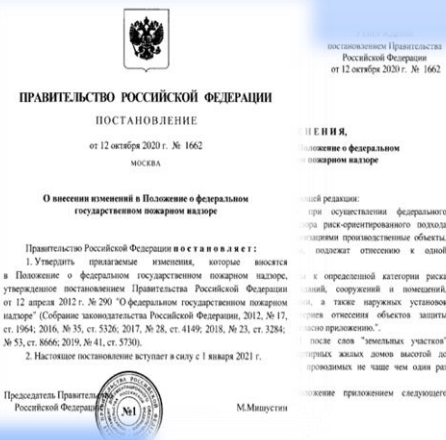 ПРАВИТЕЛЬСТВО РОССИЙСКОЙ ФЕДЕРАЦИИ
ПОСТАНОВЛЕНИЕ
от 12 октября 2020 г. № 1662
МОСКВА
О внесении изменений в Положение о федеральном
государственном пожарном надзоре
Правительство Российской Федерации постановляет:
1. Утвердить прилагаемые изменения, которые вносятся
в Положение о федеральном государственном пожарном надзоре,
утвержденное постановлением Правительства Российской Федерации
от 12 апреля 2012 г. № 290 "О федеральном государственном пожарном
надзоре" (Собрание законодательства Российской Федерации, 2012, № 17,
ст. 1964; 2016, № 35, ст. 5326; 2017, № 28, ст. 4149; 2018, № 23, ст. 3284;
№ 53, ст. 8666; 2019, № 41, ст. 5730).
2. Настоящее постановление вступает в силу с 1 января 2021 г.
Председатель
Российской
№1
М.Мишустин
постановлением Правительства
Российской Федерации
от 12 октября 2020 г. № 1662
о федеральном
пожарном надзоре
редакции:
при осуществлении федерального
риск-ориентированного подхода
производственные объекты,
подлежат отнесению к одной
к определенной категории риска
сооружений и помещений,
а также наружных установок
отнесения объектов защиты
приложению.".
после слов "земельных участков"
жилых домов высотой до
проводимых не чаще чем один раз
приложением следующего